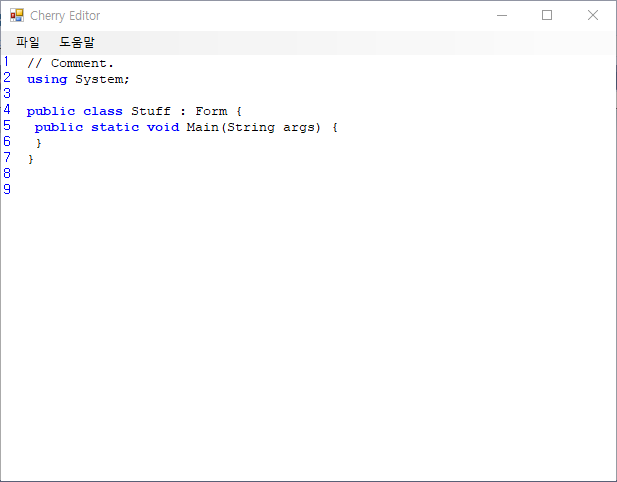 Cherry Editor
파일 도움말
1 // Comment.
2 using System;
3
4 public class Stuff : Form {
5  public static void Main(String args) {
6  }
7 }
8
9